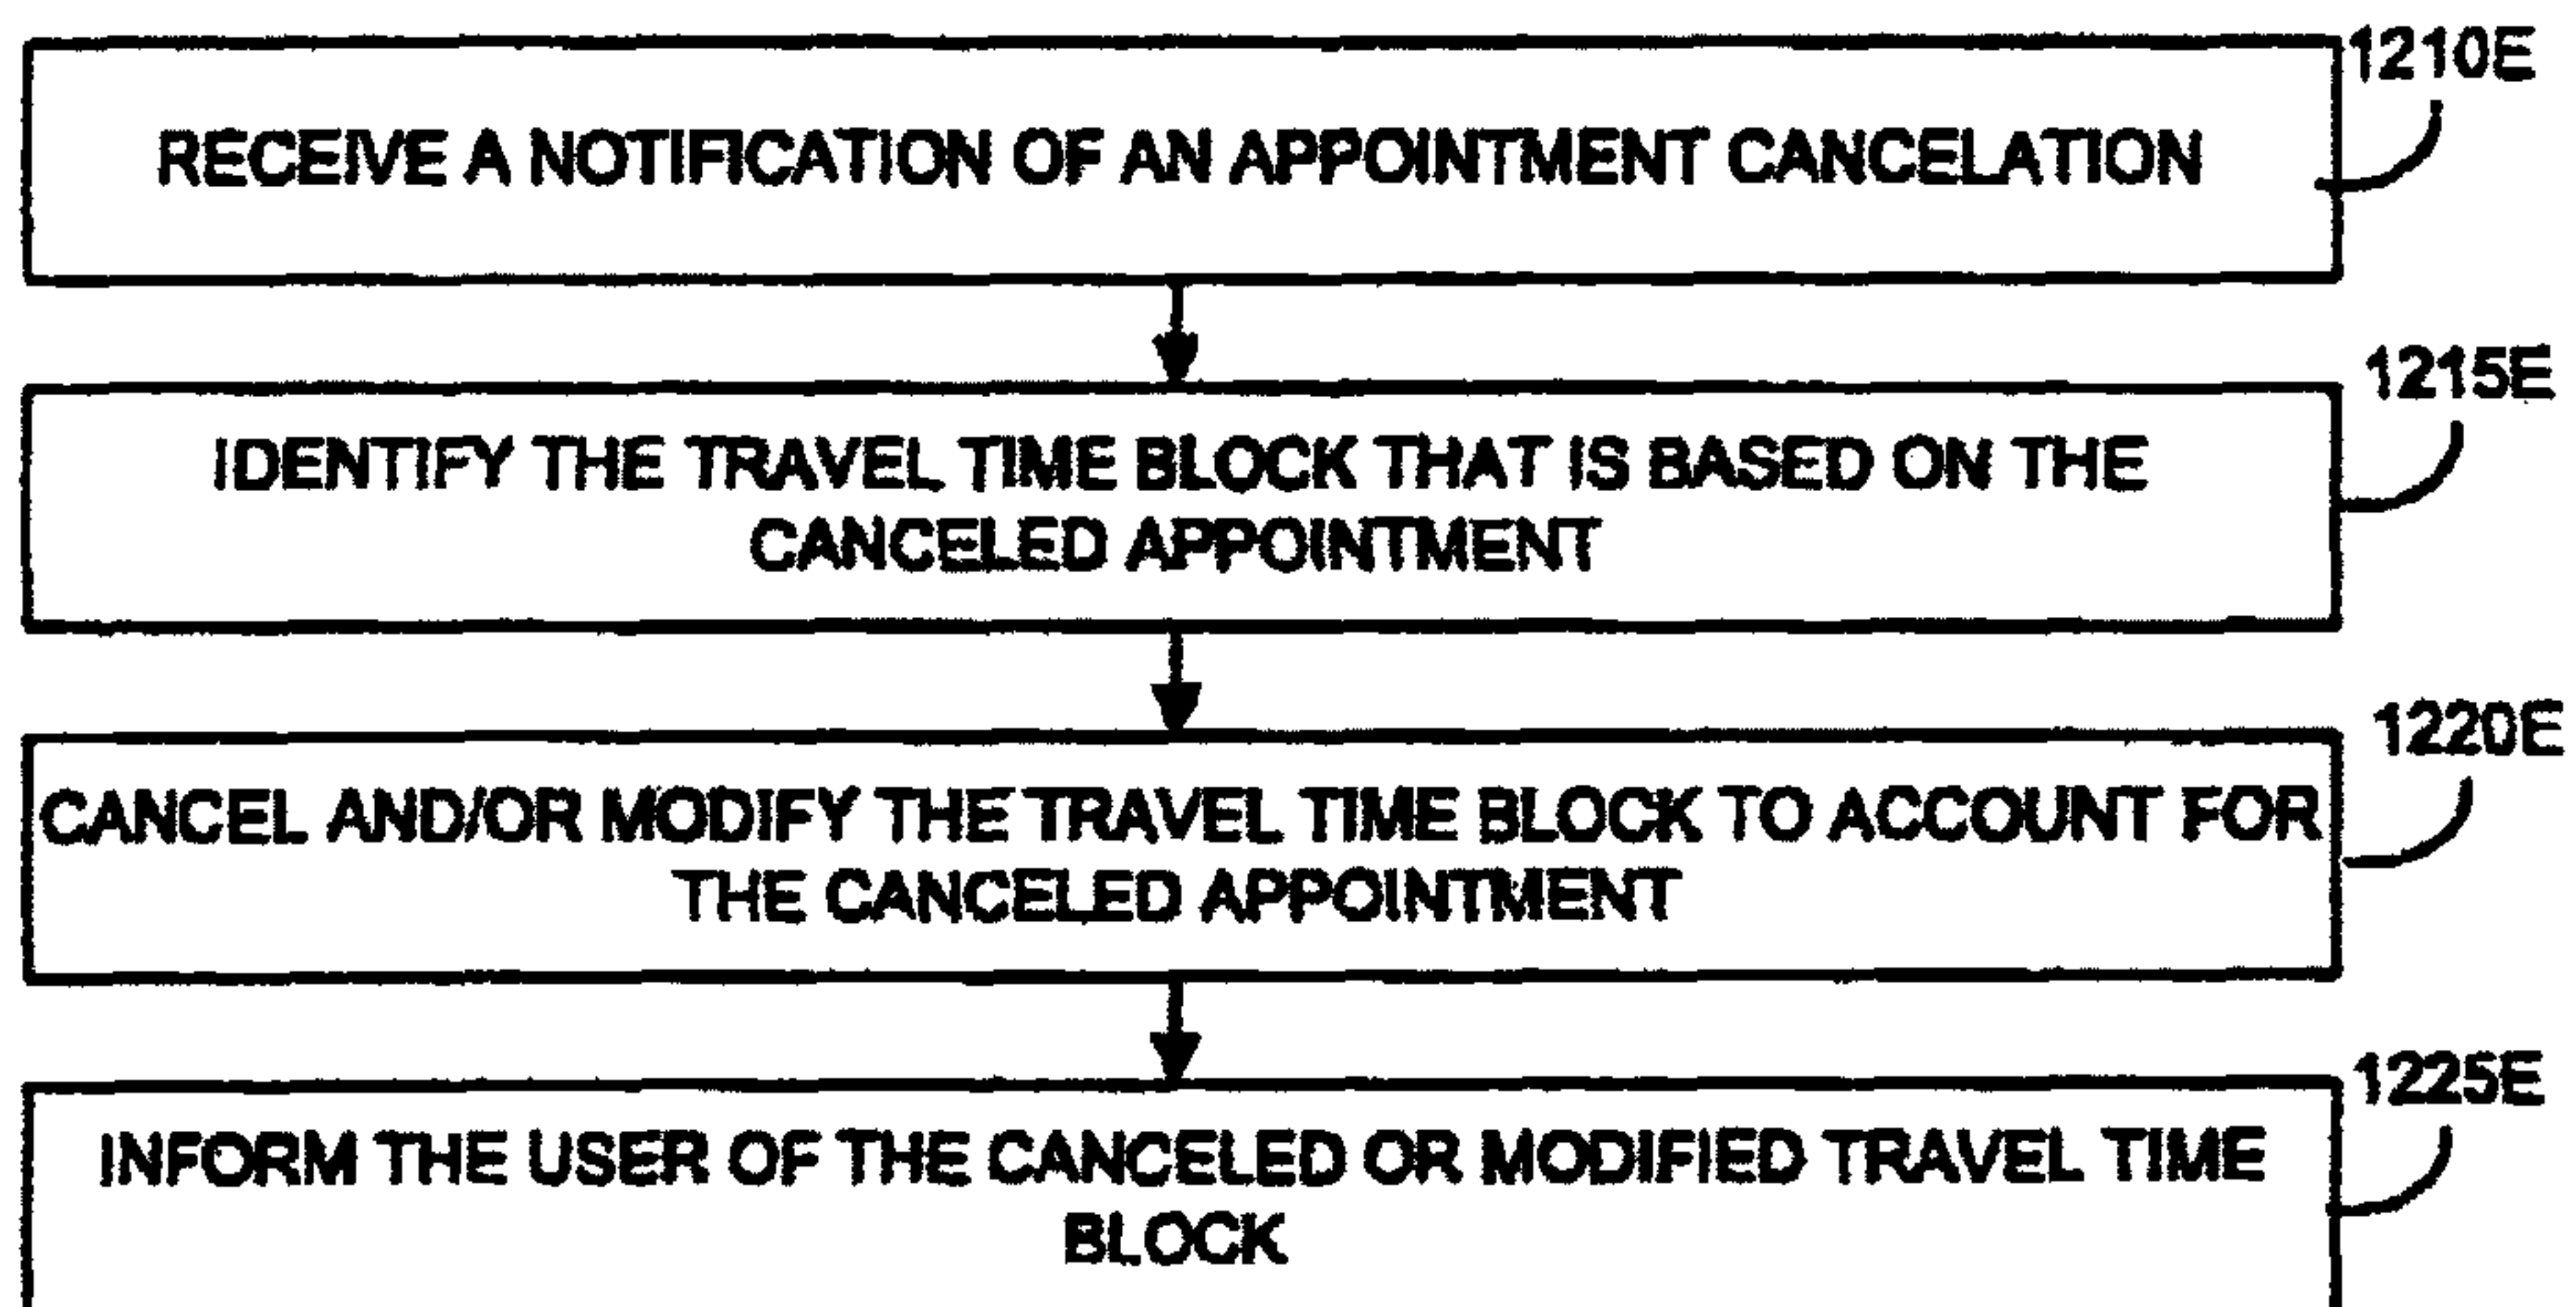 1210E
RECEIVE A NOTIFICATION OF AN APPOINTMENT CANCELATION
1215E
IDENTIFY THE TRAVEL TIME BLOCK THAT IS BASED ON THE
CANCELED APPOINTMENT
1220E
CANCEL AND/OR MODIFY THE TRAVEL TIME BLOCK TO ACCOUNT FOR
THE CANCELED APPOINTMENT
1225E
INFORM THE USER OF THE CANCELED OR MODIFIED TRAVEL TIME
BLOCK